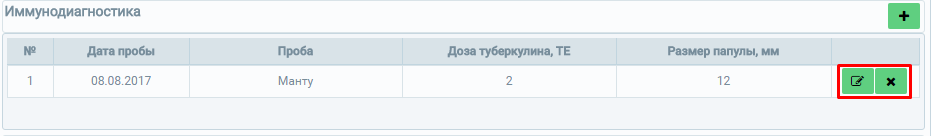 Иммунодиагностика
№ Дата пробы Проба Доза туберкулина, ТЕ Размер папулы, мм
1 08.08.2017 Манту 2 12